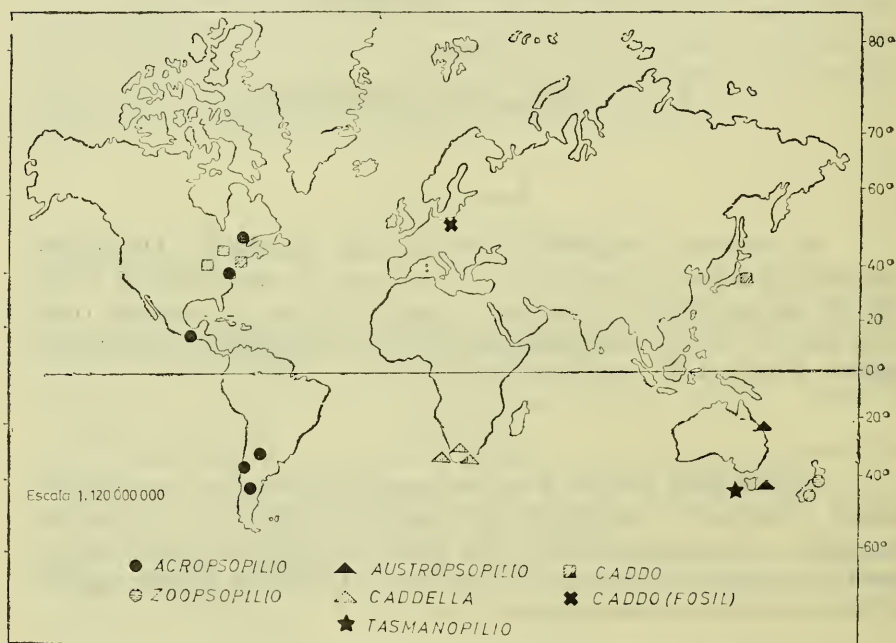 80°
70°
60°
40°
20
0°
20°
40°
60°
Escala 1.120 000 000
ACROPSOPILIO AUSTROPSOPILIO CADDO
ZOOPSOPILIO CADDELLA CADDO (FOSIL)
TASMANOPILIO